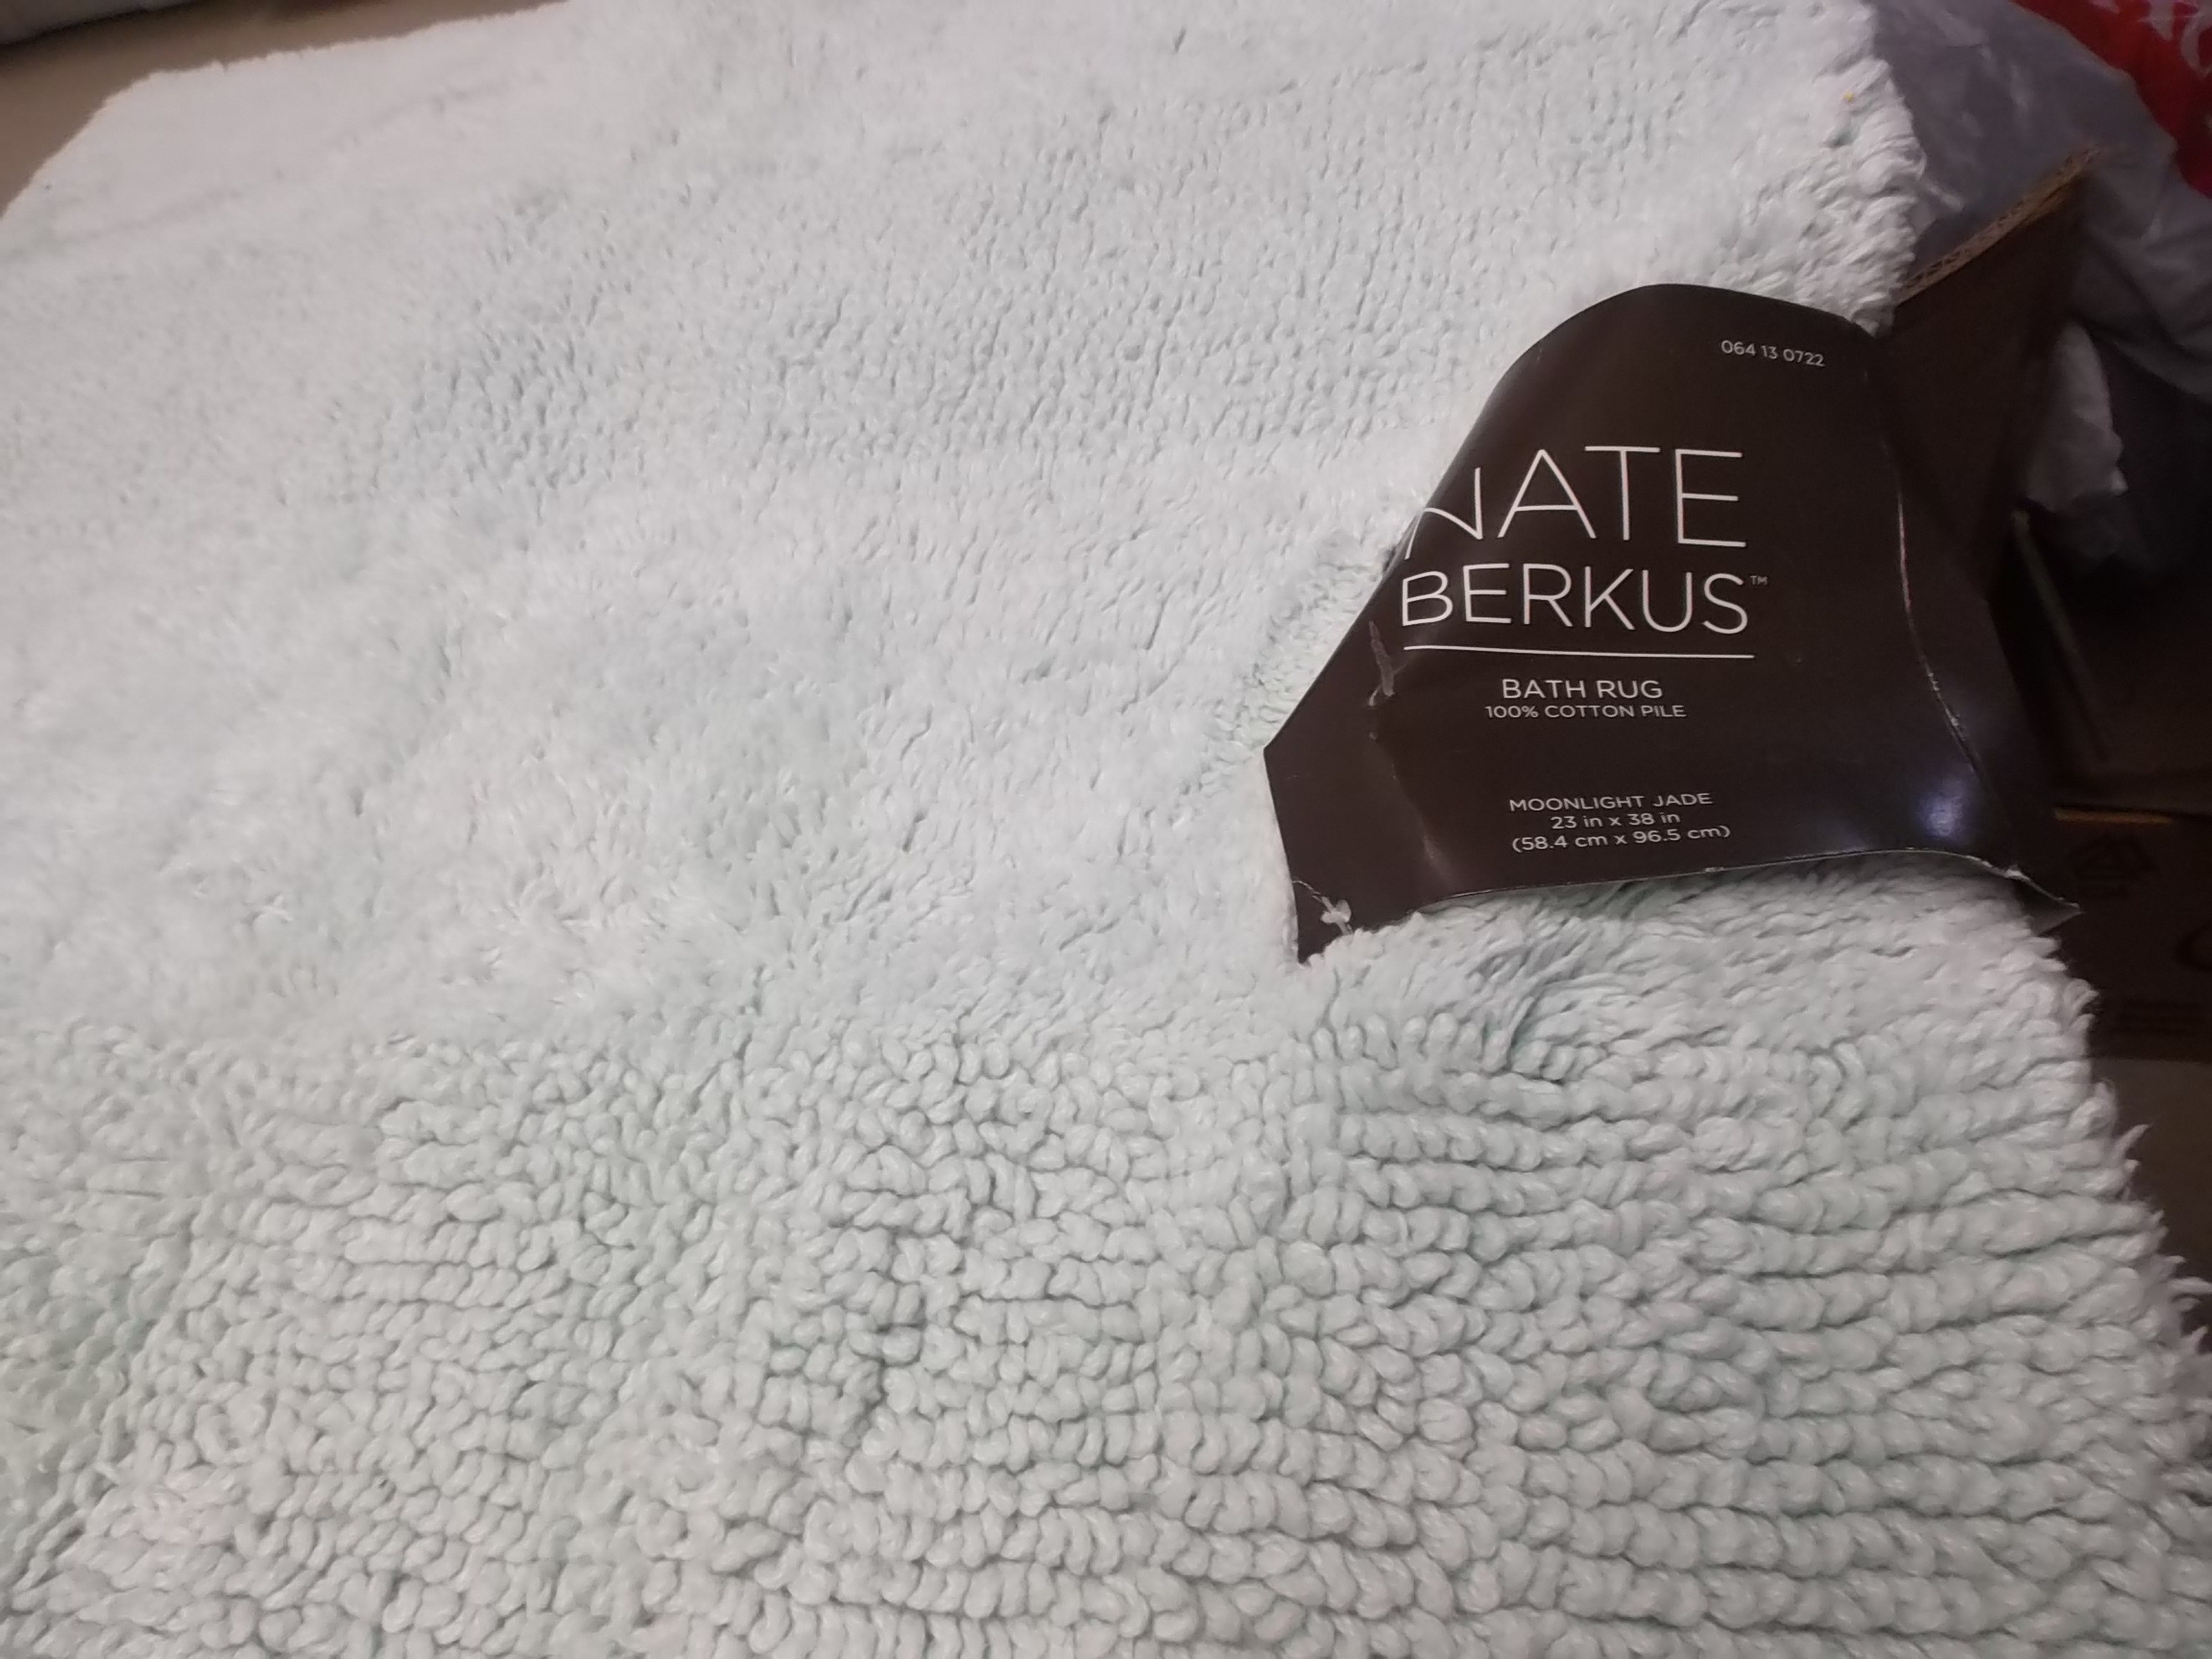 064 13 0722
NATE
BERKUS™
BATH RUG
100% COTTON PILE
MOONLIGHT JADE
23 in x 38 in
(58.4 cm x 96.5 cm)